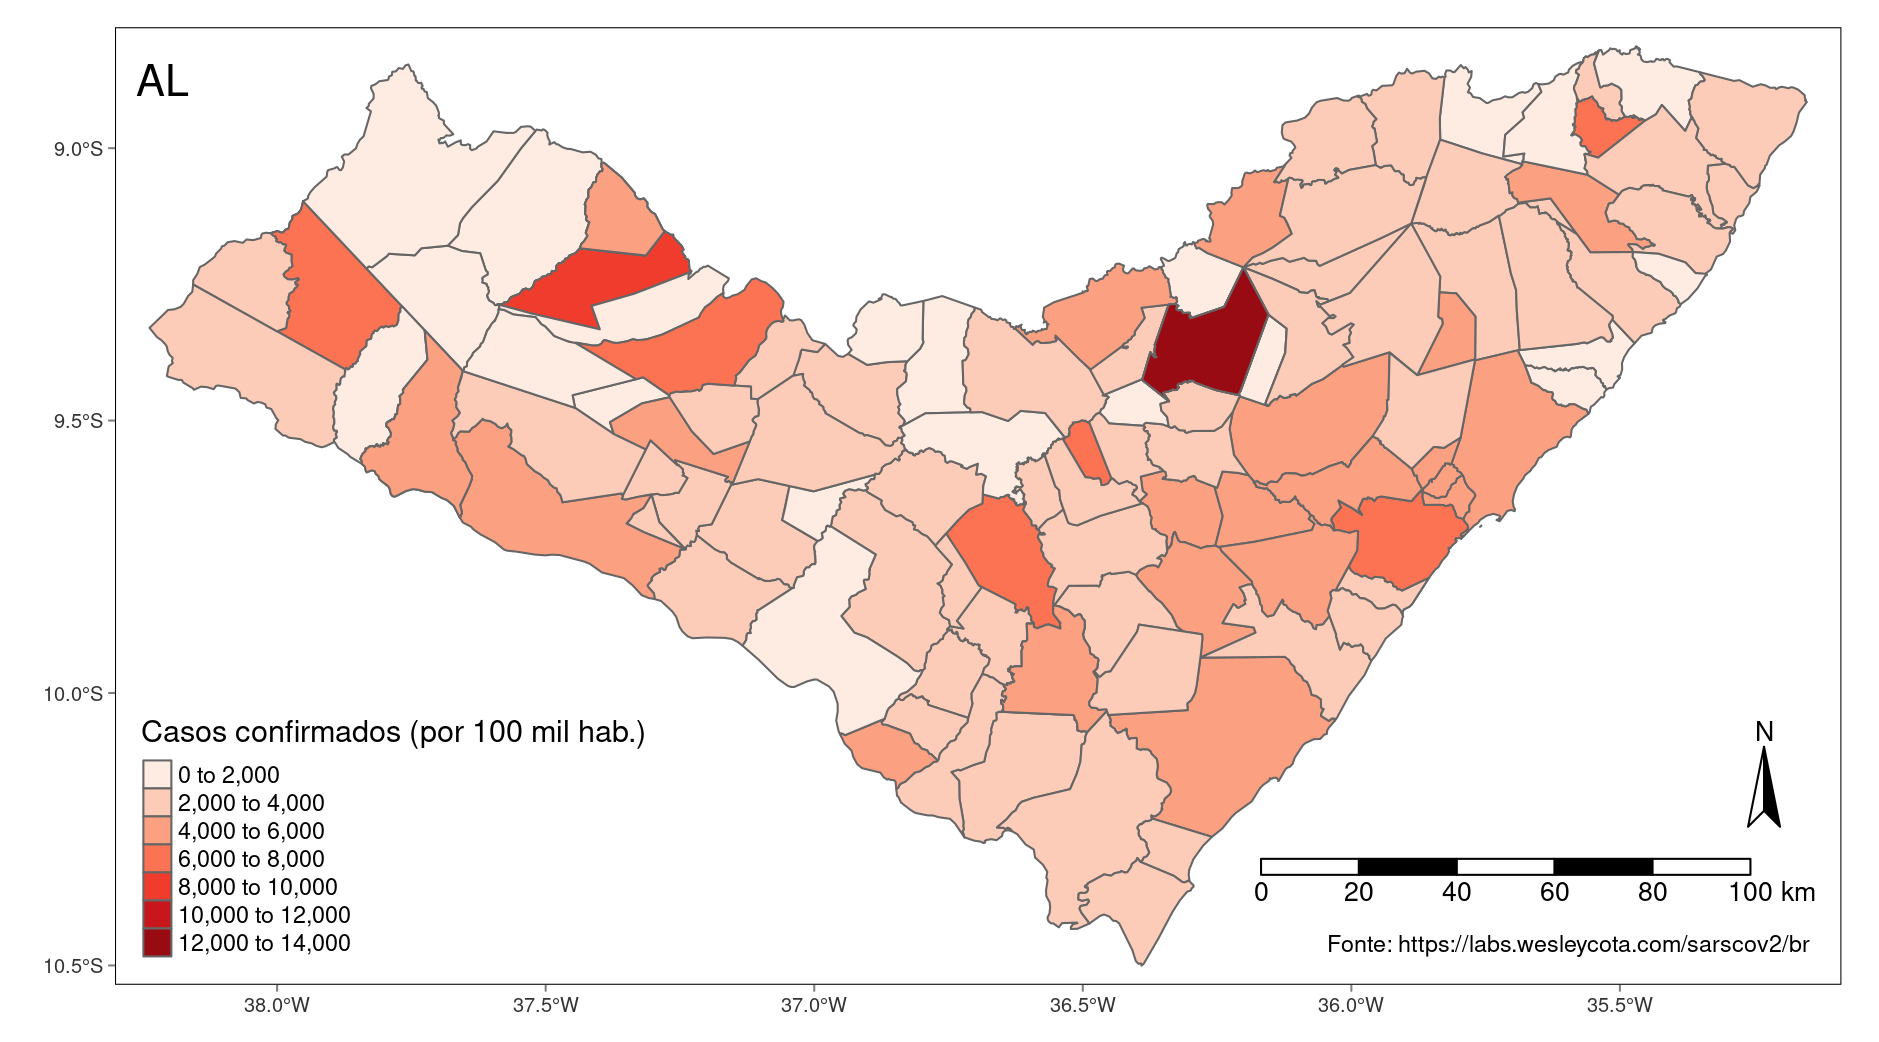 AL
9.0°S
9.5°S
10.0°S
10.5°S
Casos confirmados (por 100 mil hab.)
0 to 2,000
2,000 to 4,000
4,000 to 6,000
6,000 to 8,000
8,000 to 10,000
10,000 to 12,000
12,000 to 14,000
N
0 20 40 60 80 100 km
Fonte: https://labs.wesleycota.com/sarscov2/br
38.0°W 37.5°W 37.0°W 36.5°W 36.0°W 35.5°W